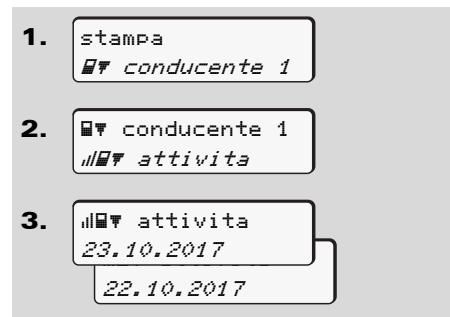 1. stampa
conducente 1
2. conducente 1
attivita
3. attivita
23.10.2017
22.10.2017